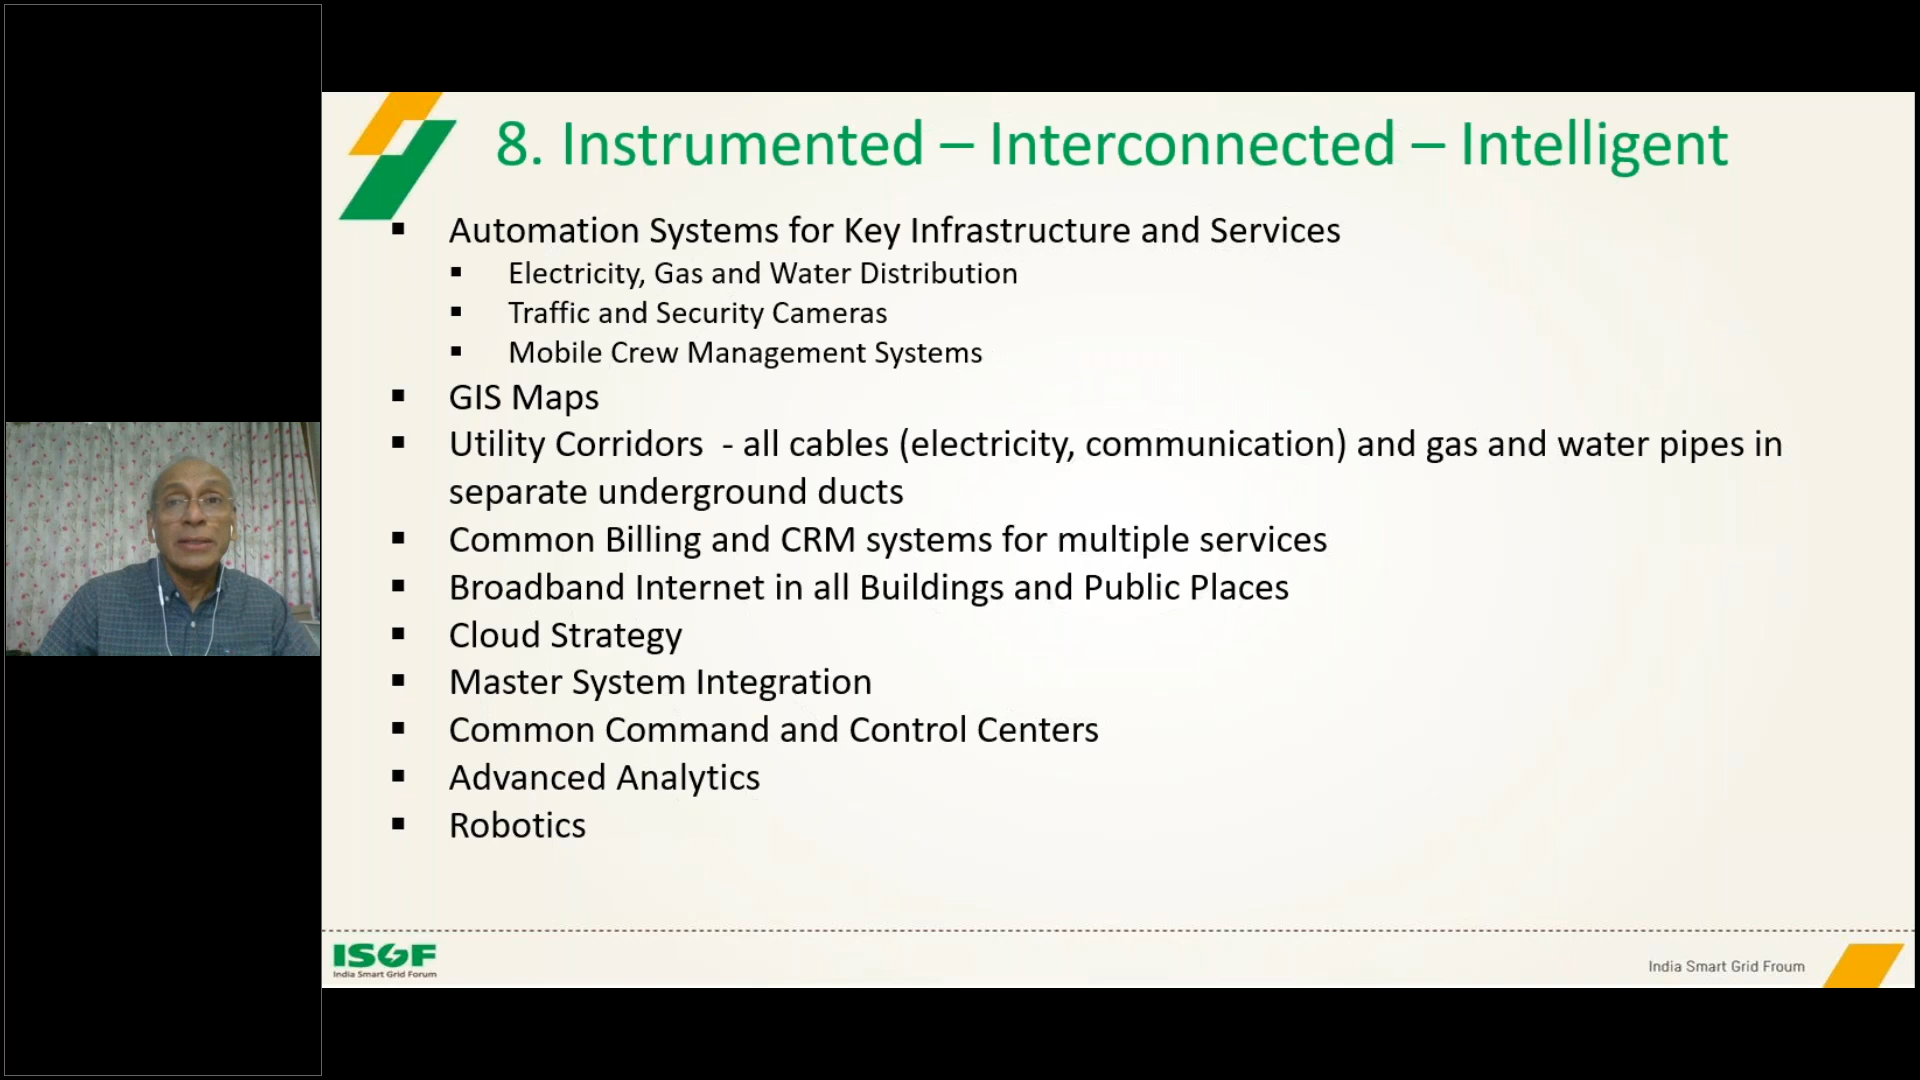 8. Instrumented – Interconnected – Intelligent
▪ Automation Systems for Key Infrastructure and Services
▪ Electricity, Gas and Water Distribution
▪ Traffic and Security Cameras
▪ Mobile Crew Management Systems
▪ GIS Maps
▪ Utility Corridors - all cables (electricity, communication) and gas and water pipes in
separate underground ducts
▪ Common Billing and CRM systems for multiple services
▪ Broadband Internet in all Buildings and Public Places
▪ Cloud Strategy
▪ Master System Integration
▪ Common Command and Control Centers
▪ Advanced Analytics
▪ Robotics
ISGF
India Smart Grid Forum
India Smart Grid Froum